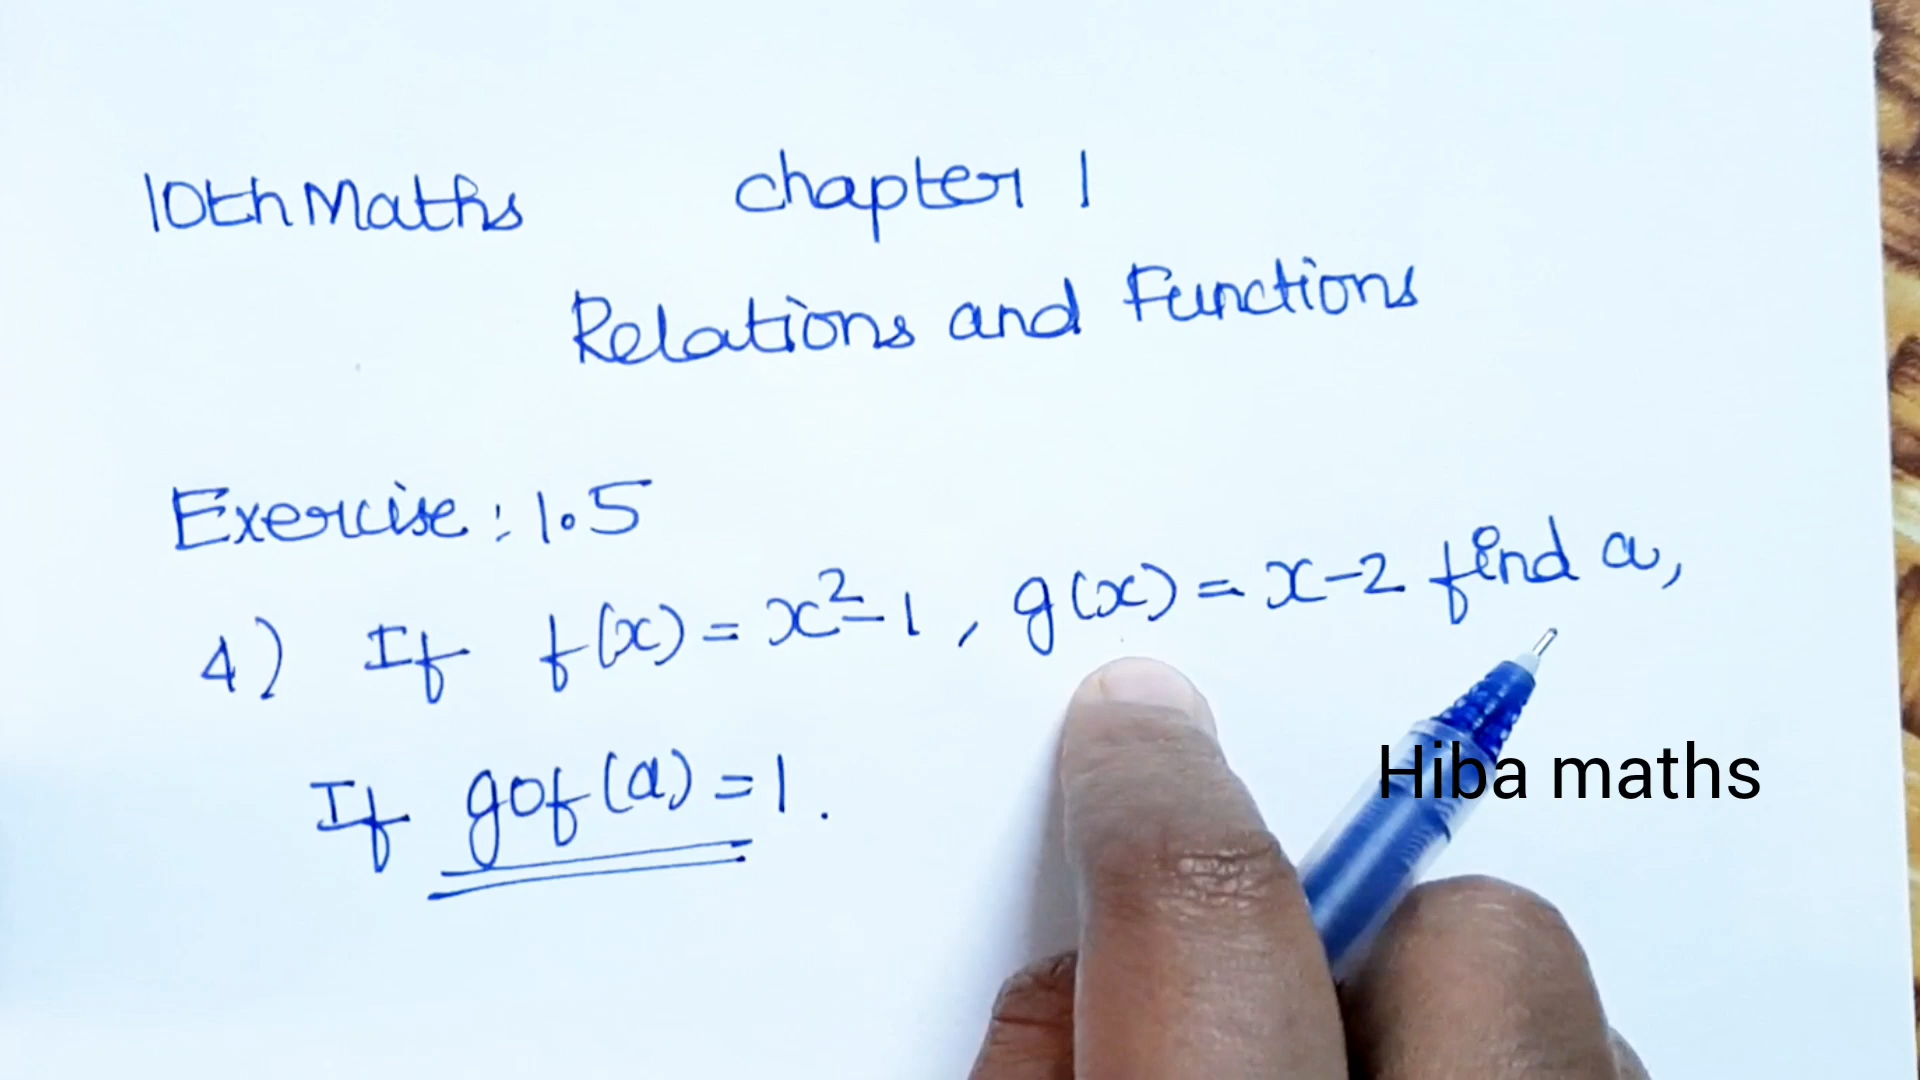 10th Maths chapter 1
Relations and Functions
Exercise: 1.5
4) If f(x) = x²-1, g(x) = x-2 find a,
If gof(a) = 1.
Hiba maths